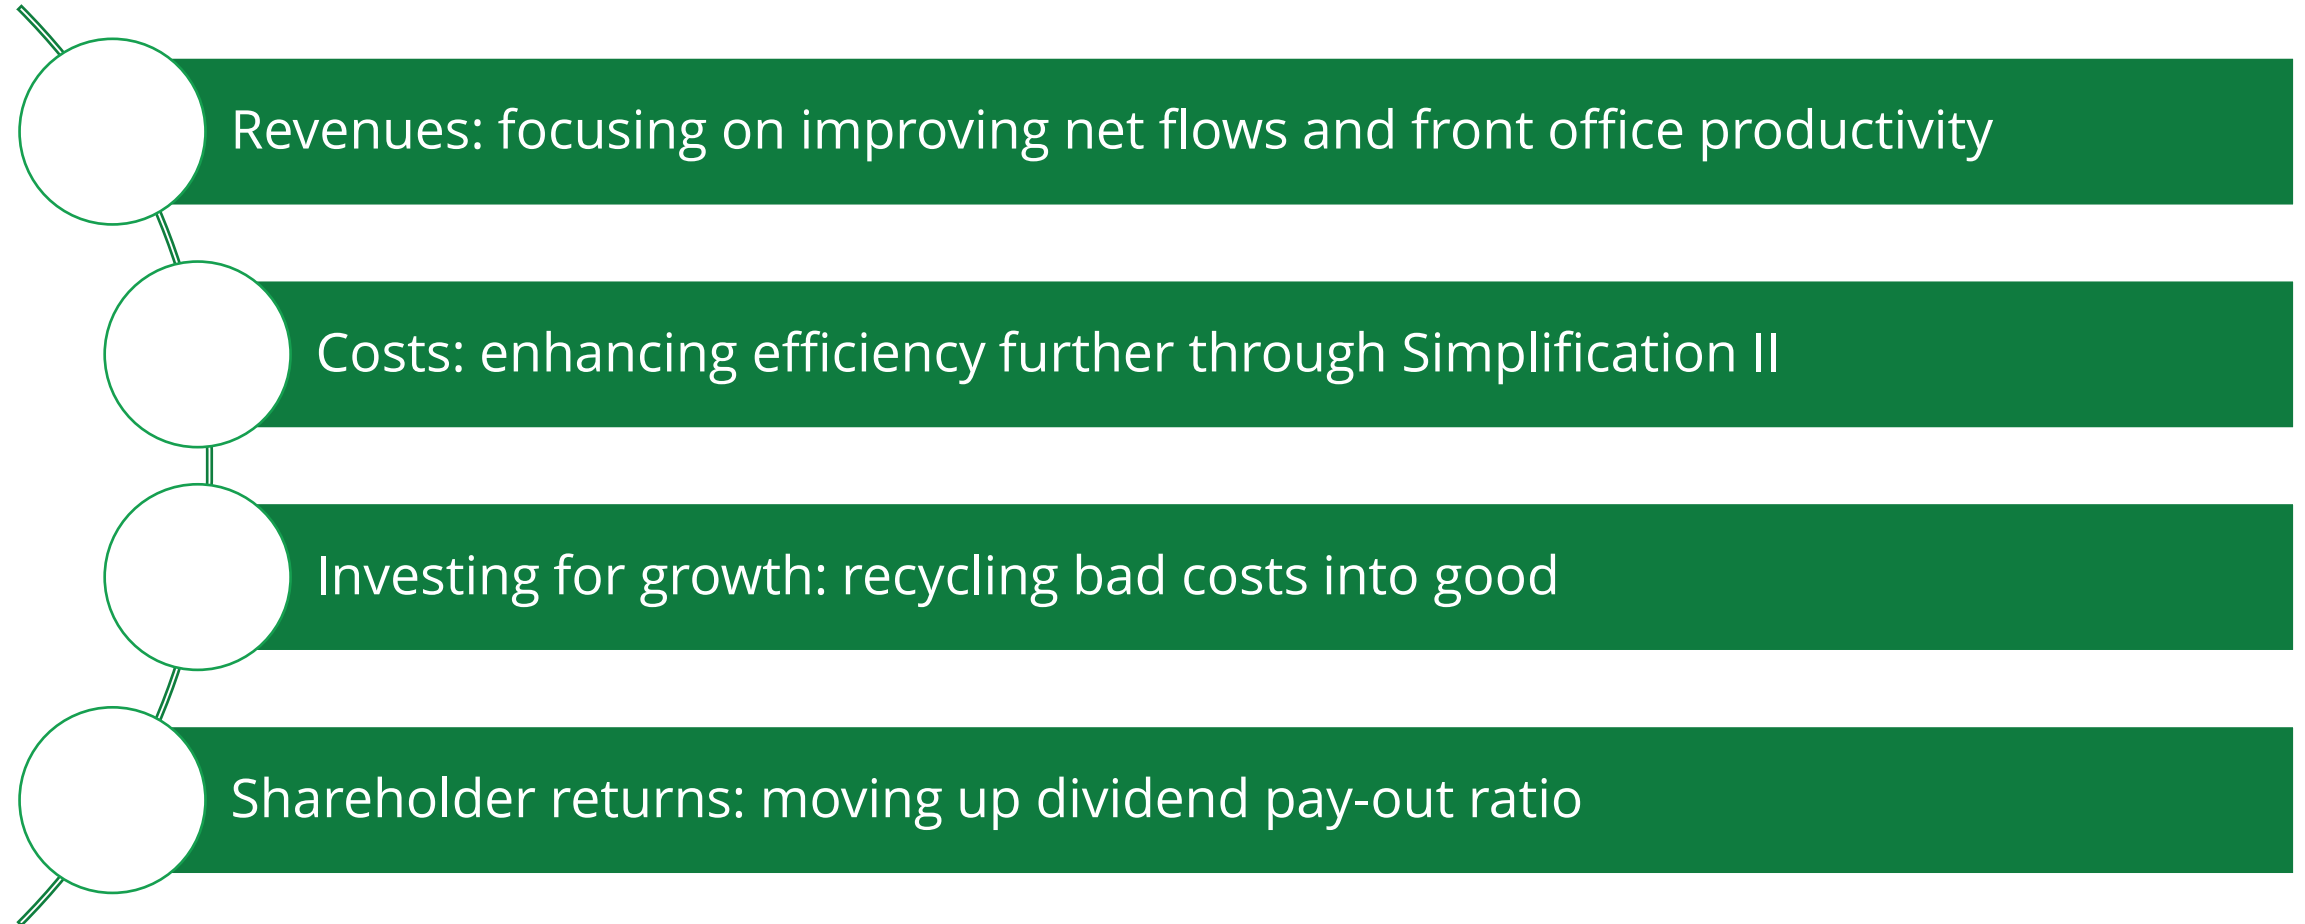 Revenues: focusing on improving net flows and front office productivity
Costs: enhancing efficiency further through Simplification II
Investing for growth: recycling bad costs into good
Shareholder returns: moving up dividend pay-out ratio